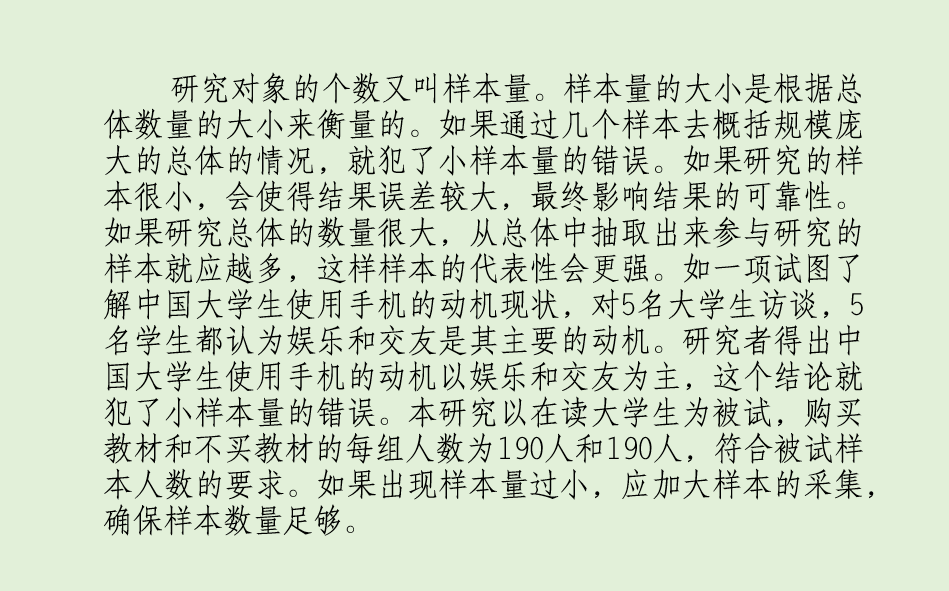 研究对象的个数又叫样本量。样本量的大小是根据总
体数量的大小来衡量的。如果通过几个样本去概括规模庞
大的总体的情况，就犯了小样本量的错误。如果研究的样
本很小，会使得结果误差较大，最终影响结果的可靠性。
如果研究总体的数量很大，从总体中抽取出来参与研究的
样本就应越多，这样样本的代表性会更强。如一项试图了
解中国大学生使用手机的动机现状，对5名大学生访谈，5
名学生都认为娱乐和交友是其主要的动机。研究者得出中
国大学生使用手机的动机以娱乐和交友为主，这个结论就
犯了小样本量的错误。本研究以在读大学生为被试，购买
教材和不买教材的每组人数为190人和190人，符合被试样
本人数的要求。如果出现样本量过小，应加大样本的采集，
确保样本数量足够。